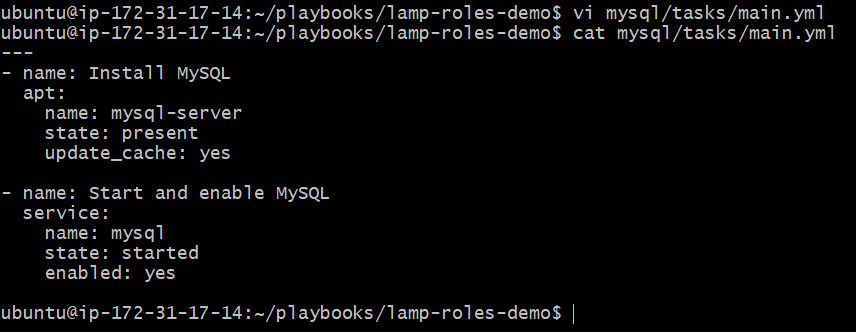 ubuntu@ip-172-31-17-14:~/playbooks/lamp-roles-demo$ vi mysql/tasks/main.yml
ubuntu@ip-172-31-17-14:~/playbooks/lamp-roles-demo$ cat mysql/tasks/main.yml
---
- name: Install MySQL
  apt:
    name: mysql-server
    state: present
    update_cache: yes

- name: Start and enable MySQL
  service:
    name: mysql
    state: started
    enabled: yes

ubuntu@ip-172-31-17-14:~/playbooks/lamp-roles-demo$